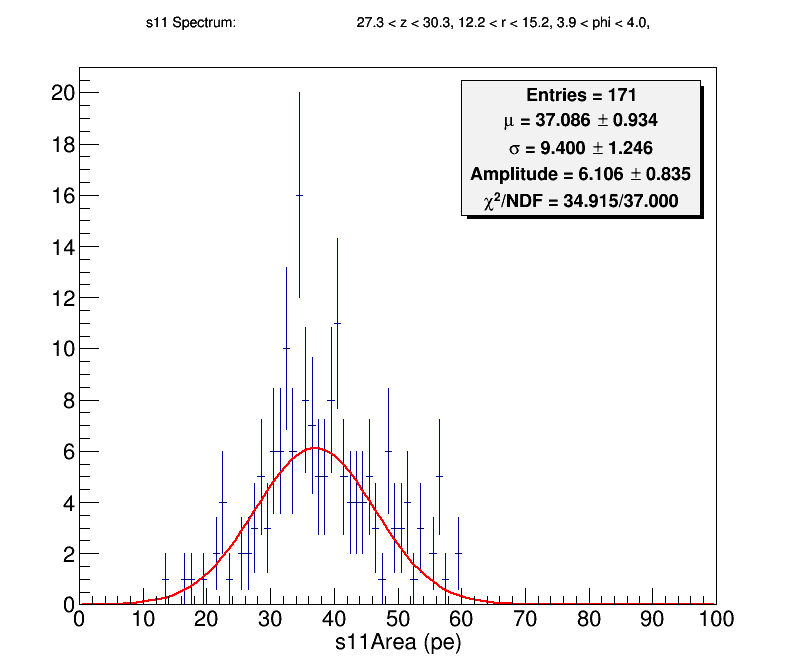 s11 Spectrum: 27.3 < z < 30.3, 12.2 < r < 15.2, 3.9 < phi < 4.0,
Entries = 171
μ = 37.086 ± 0.934
σ = 9.400 ± 1.246
Amplitude = 6.106 ± 0.835
χ²/NDF = 34.915/37.000
20
18
16
14
12
10
8
6
4
2
0
0 10 20 30 40 50 60 70 80 90 100
s11Area (pe)